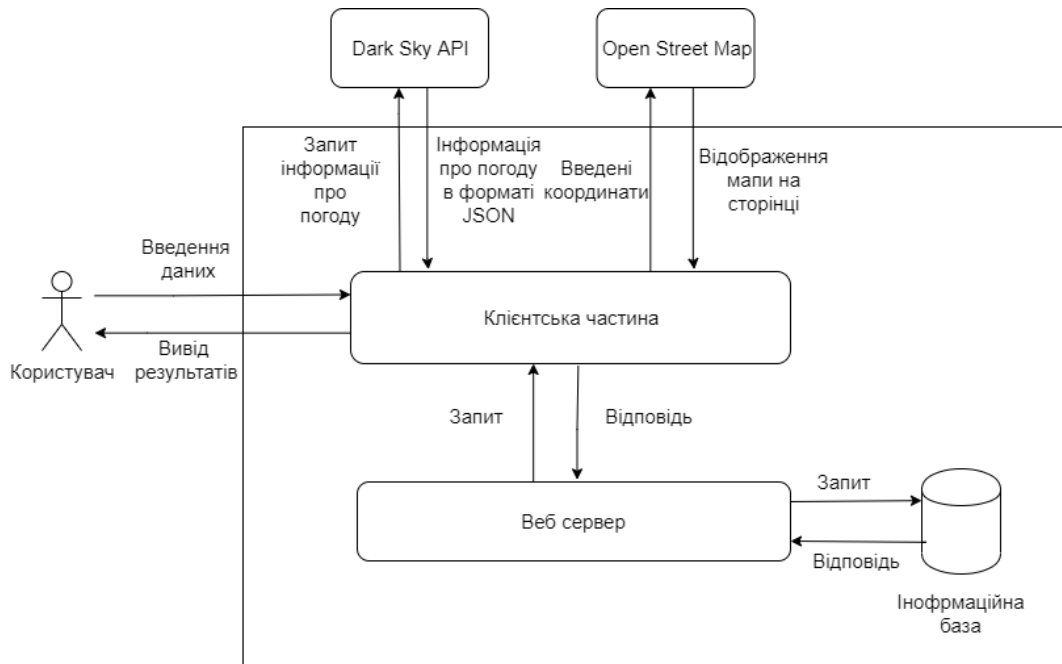 Dark Sky API
Open Street Map
Запит
інформації
про
погоду
Інформація
про погоду
в форматі
JSON
Введені
координати
Відображення
мапи на
сторінці
Введення
даних
Користувач
Вивід
результатів
Клієнтська частина
Запит
Відповідь
Веб сервер
Запит
Відповідь
Інофрмаційна
база